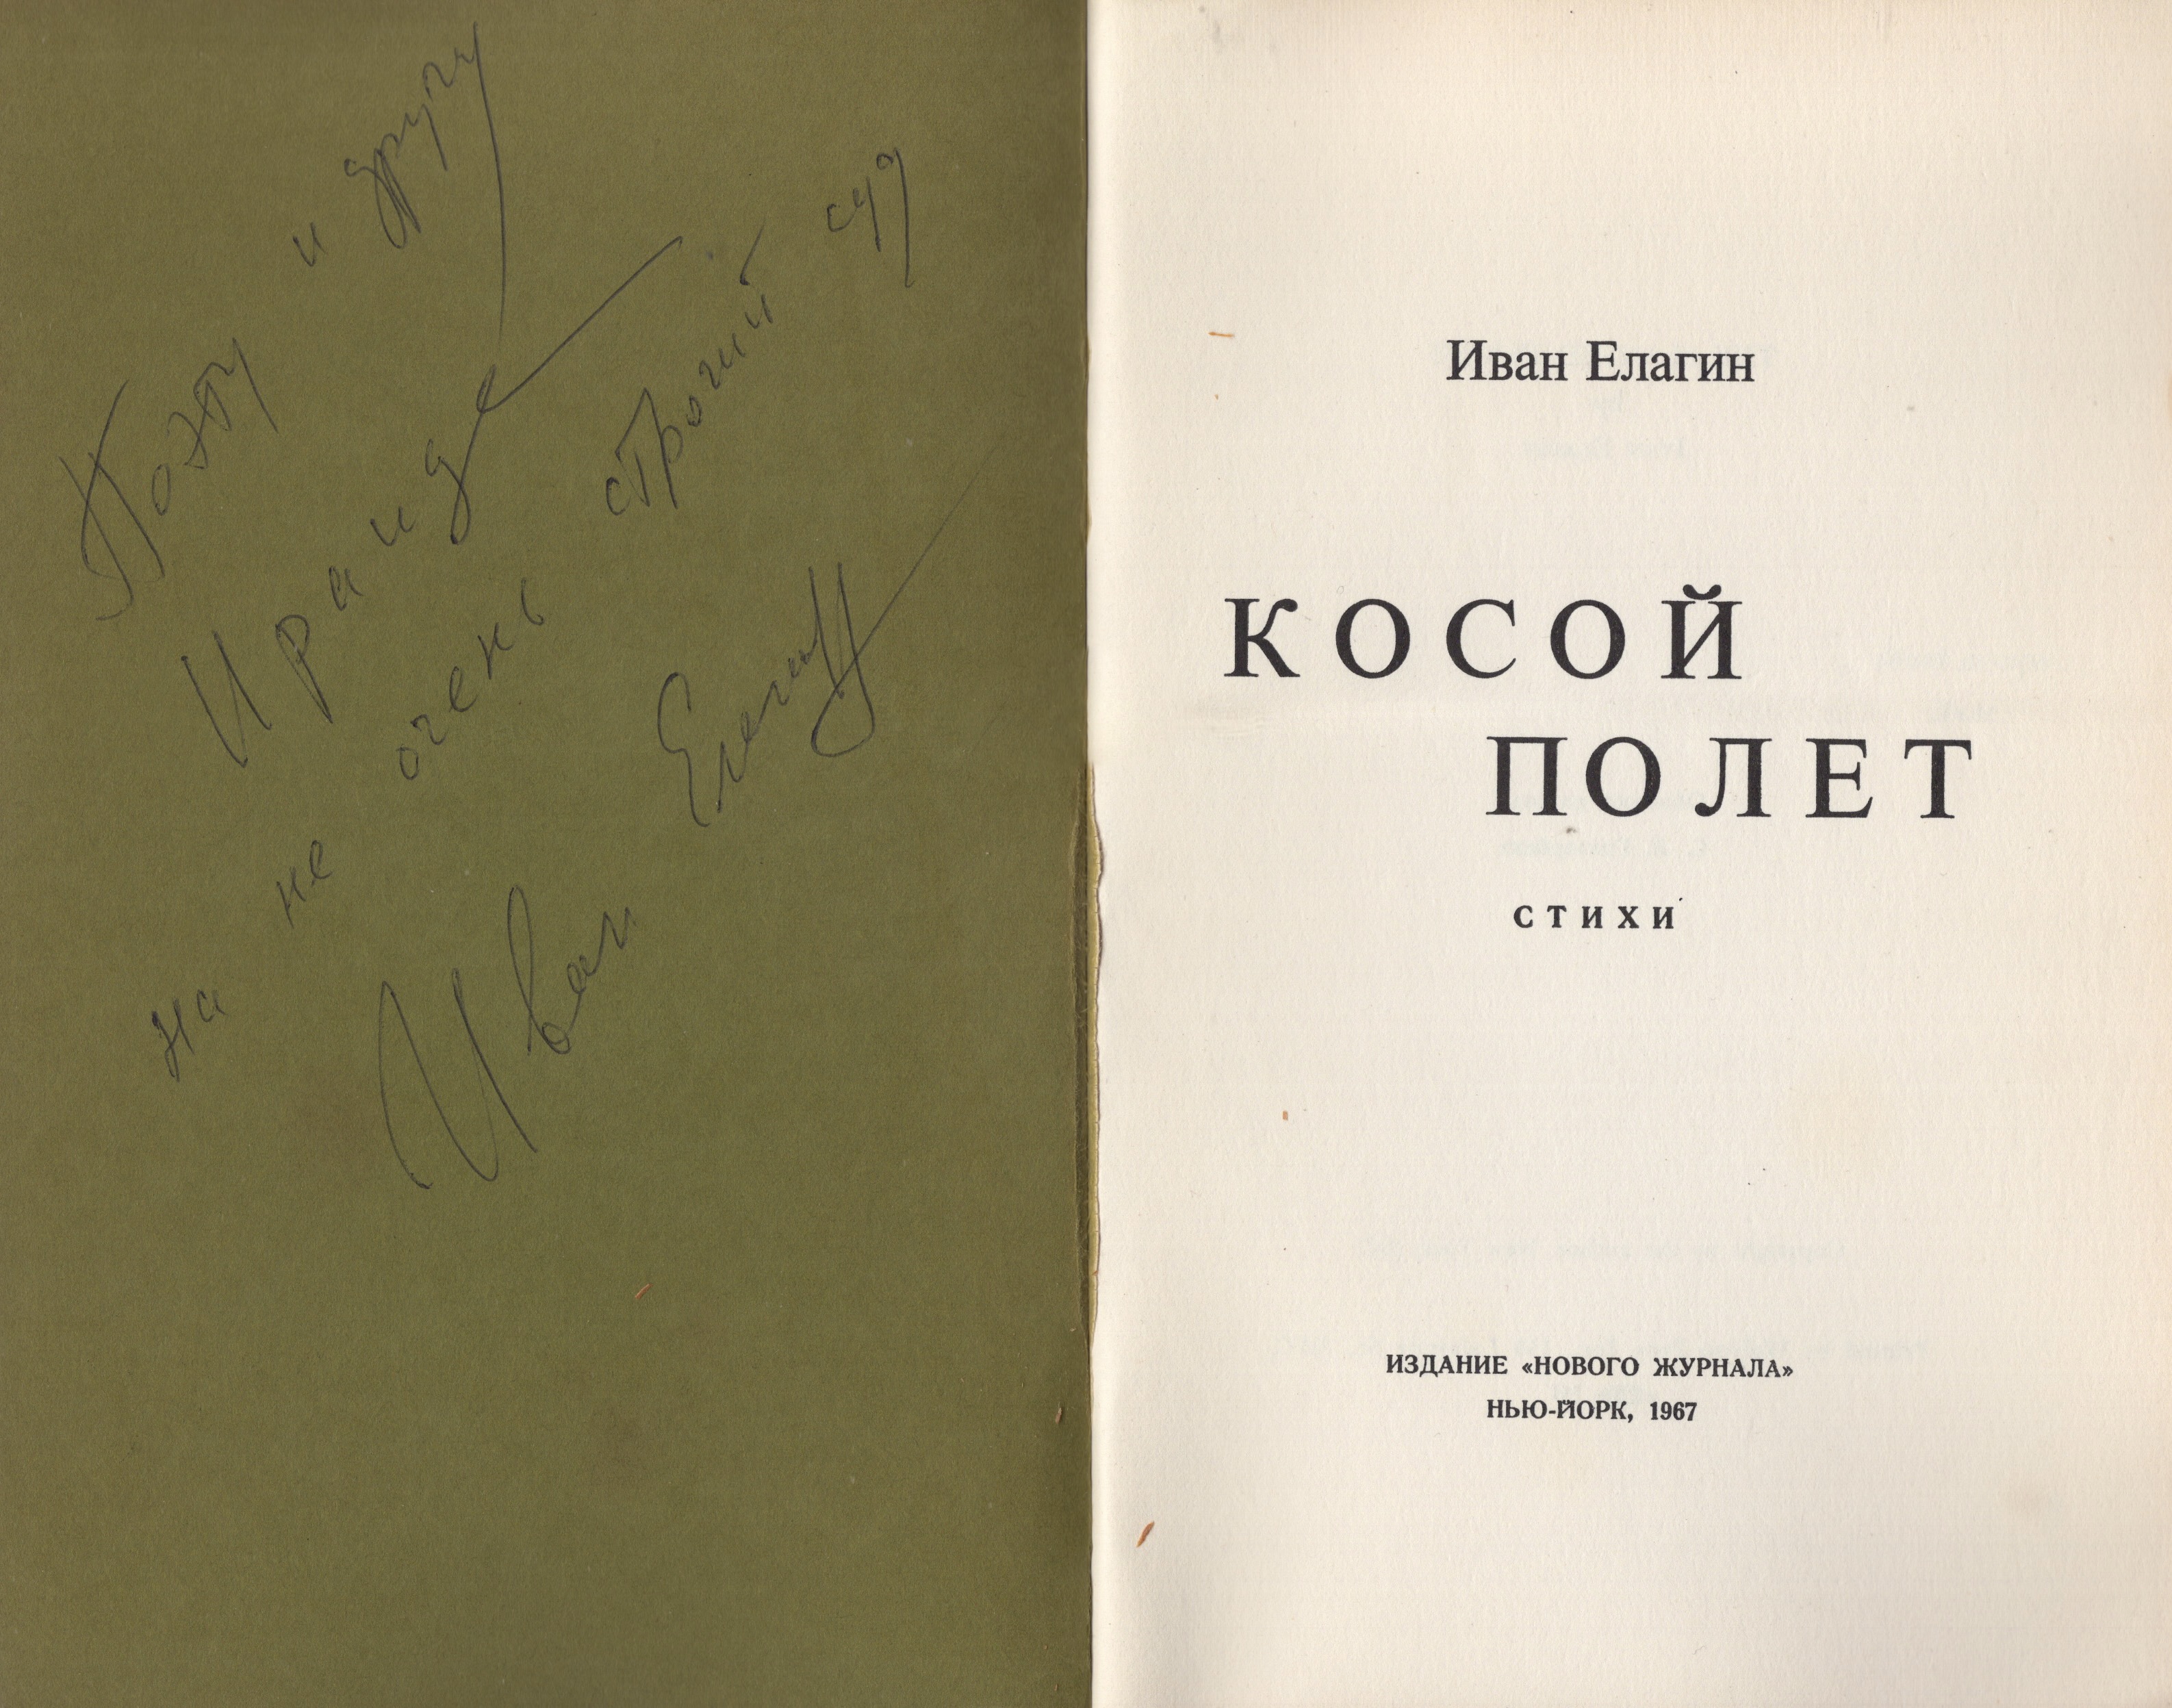 Поэту и другу
Ираиде
на не очень строгий суд
Иван Елагин
Иван Елагин
КОСОЙ
ПОЛЕТ
СТИХИ
ИЗДАНИЕ «НОВОГО ЖУРНАЛА»
НЬЮ-ЙОРК, 1967